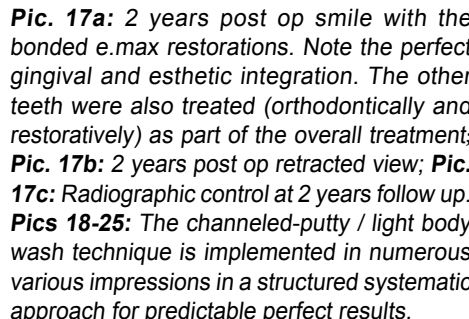 Pic. 17a: 2 years post op smile with the
bonded e.max restorations. Note the perfect
gingival and esthetic integration. The other
teeth were also treated (orthodontically and
restoratively) as part of the overall treatment;
Pic. 17b: 2 years post op retracted view; Pic.
17c: Radiographic control at 2 years follow up.
Pics 18-25: The channeled-putty / light body
wash technique is implemented in numerous
various impressions in a structured systematic
approach for predictable perfect results.